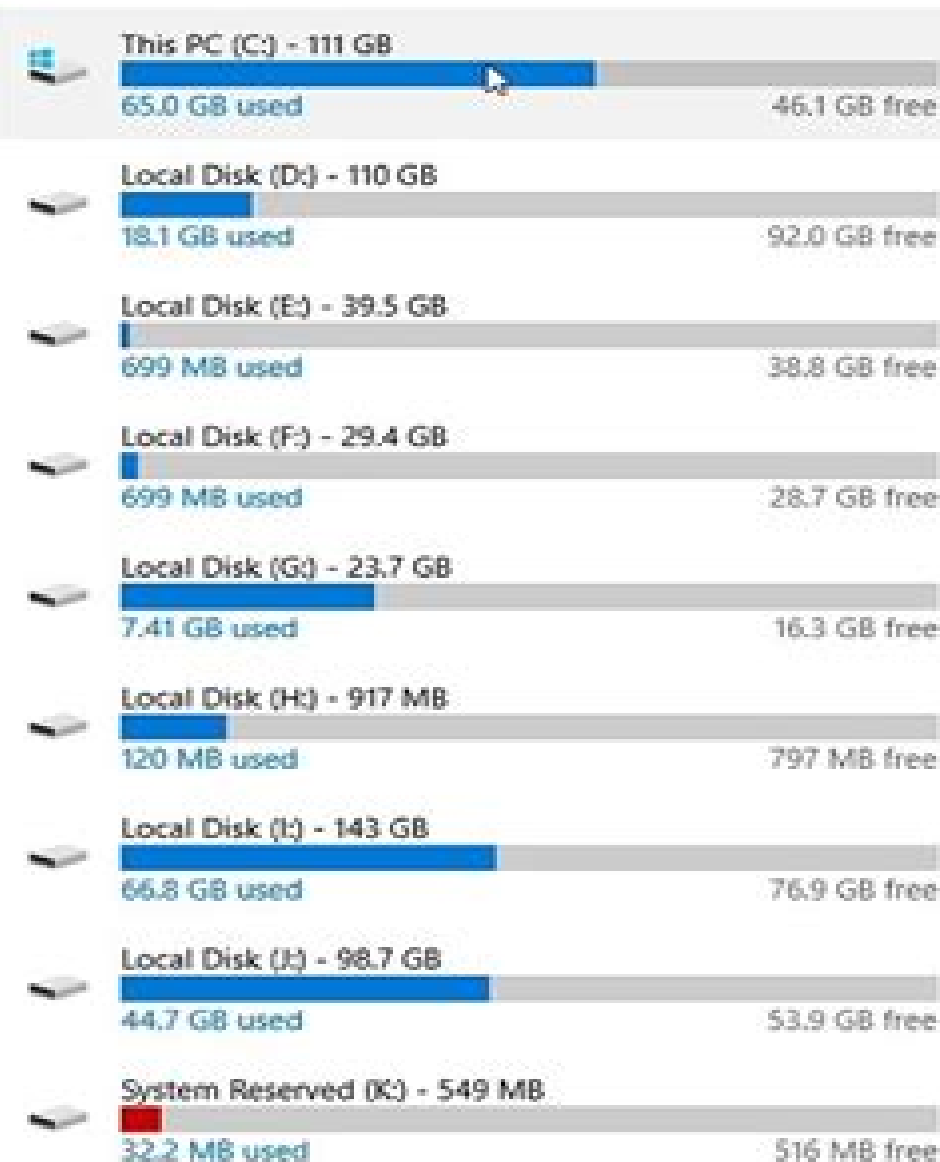 This PC (C:) - 111 GB
65.0 GB used 46.1 GB free
Local Disk (D:) - 110 GB
18.1 GB used 92.0 GB free
Local Disk (E:) - 39.5 GB
699 MB used 38.8 GB free
Local Disk (F:) - 29.4 GB
699 MB used 28.7 GB free
Local Disk (G:) - 23.7 GB
7.41 GB used 16.3 GB free
Local Disk (H:) - 917 MB
120 MB used 797 MB free
Local Disk (I:) - 143 GB
66.8 GB used 76.9 GB free
Local Disk (J:) - 98.7 GB
44.7 GB used 53.9 GB free
System Reserved (K:) - 549 MB
32.2 MB used 516 MB free